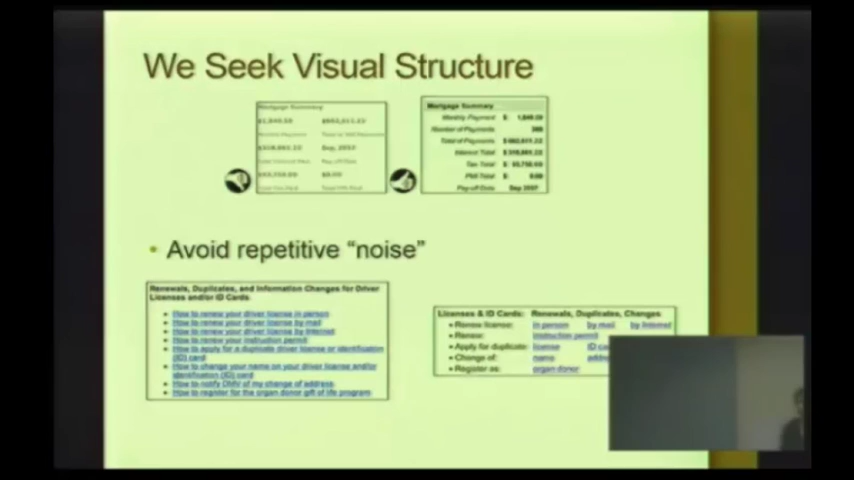 We Seek Visual Structure
Mortgage Summary
Mortgage Summary
Monthly Payment $
Number of Payments 360
Total of Payments
Interest Total
Tax Total
PMI Total $ 0.00
Pay-off Date Sep, 2037
• Avoid repetitive “noise”
Renewals, Duplicates, and Information Changes for Driver
Licenses and/or ID Cards
• How to renew your driver license in person
• How to renew your driver license by mail
• How to renew your driver license by Internet
• How to renew your instruction permit
• How to apply for a duplicate driver license or identification
(ID) card
• How to change your name on your driver license and/or
identification (ID) card
• How to notify DMV of my change of address
• How to register for the organ donor gift of life program
Licenses & ID Cards: Renewals, Duplicates, Changes
• Renew license: in person by mail by Internet
• Renew: instruction permit
• Apply for duplicate: license ID
• Change of: name
• Register as: organ donor